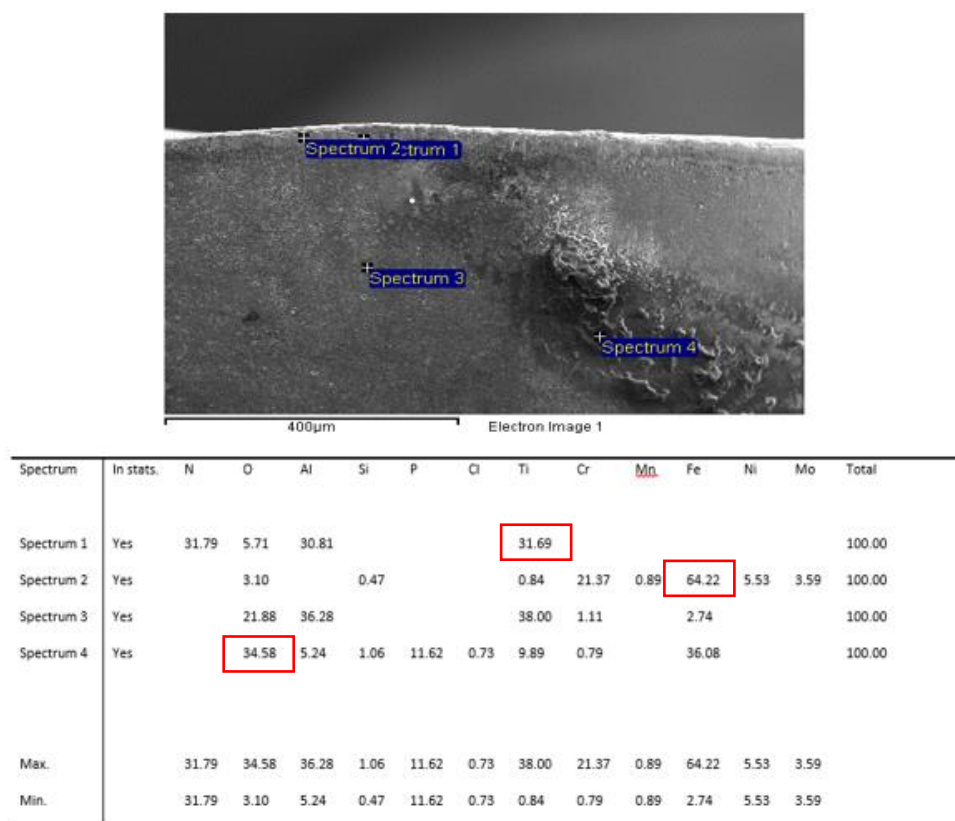 Spectrum 2 ctrum 1
Spectrum 3
Spectrum 4
400µm Electron Image 1
Spectrum In stats. N O Al Si P Cl Ti Cr Mn Fe Ni Mo Total
Spectrum 1 Yes 31.79 5.71 30.81 31.69 100.00
Spectrum 2 Yes 3.10 0.47 0.84 21.37 0.89 64.22 5.53 3.59 100.00
Spectrum 3 Yes 21.88 36.28 38.00 1.11 2.74 100.00
Spectrum 4 Yes 34.58 5.24 1.06 11.62 0.73 9.89 0.79 36.08 100.00
Max. 31.79 34.58 36.28 1.06 11.62 0.73 38.00 21.37 0.89 64.22 5.53 3.59
Min. 31.79 3.10 5.24 0.47 11.62 0.73 0.84 0.79 0.89 2.74 5.53 3.59